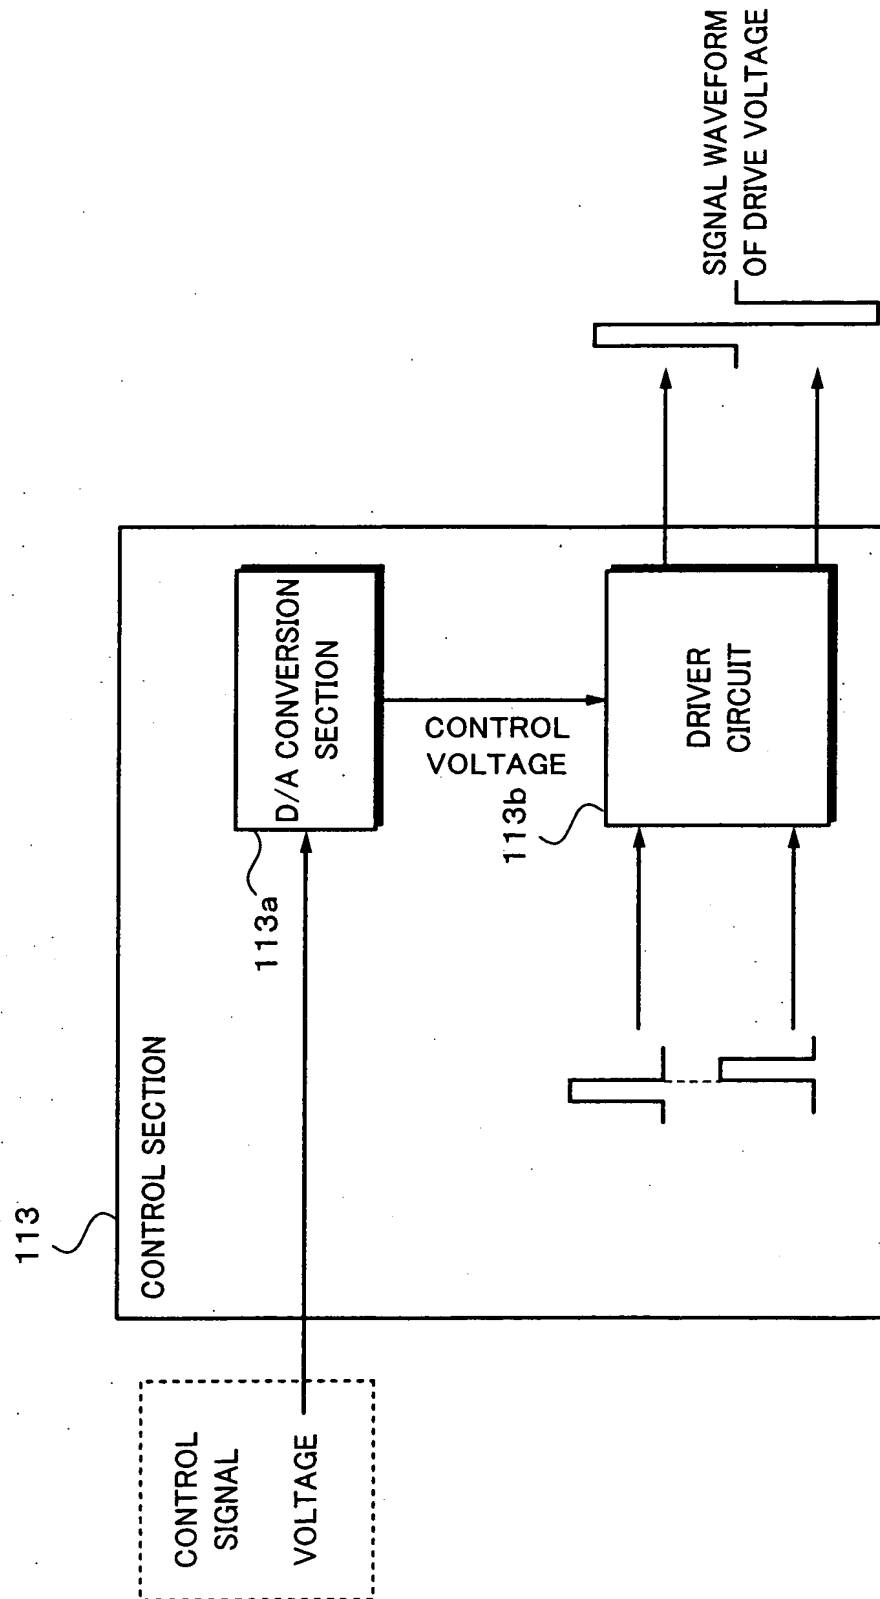 CONTROL
SIGNAL
VOLTAGE
113
CONTROL SECTION
113a
D/A CONVERSION
SECTION
CONTROL
VOLTAGE
113b
DRIVER
CIRCUIT
SIGNAL WAVEFORM
OF DRIVE VOLTAGE